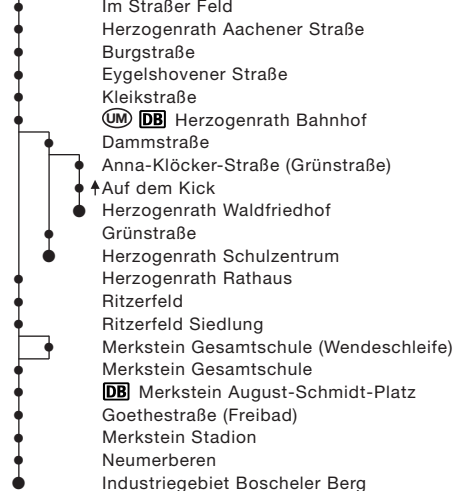 Im Straßer Feld
Herzogenrath Aachener Straße
Burgstraße
Eygelshovener Straße
Kleikstraße
UM DB Herzogenrath Bahnhof
Dammstraße
Anna-Klöcker-Straße (Grünstraße)
Auf dem Kick
Herzogenrath Waldfriedhof
Grünstraße
Herzogenrath Schulzentrum
Herzogenrath Rathaus
Ritzerfeld
Ritzerfeld Siedlung
Merkstein Gesamtschule (Wendeschleife)
Merkstein Gesamtschule
DB Merkstein August-Schmidt-Platz
Goethestraße (Freibad)
Merkstein Stadion
Neumerberen
Industriegebiet Boscheler Berg